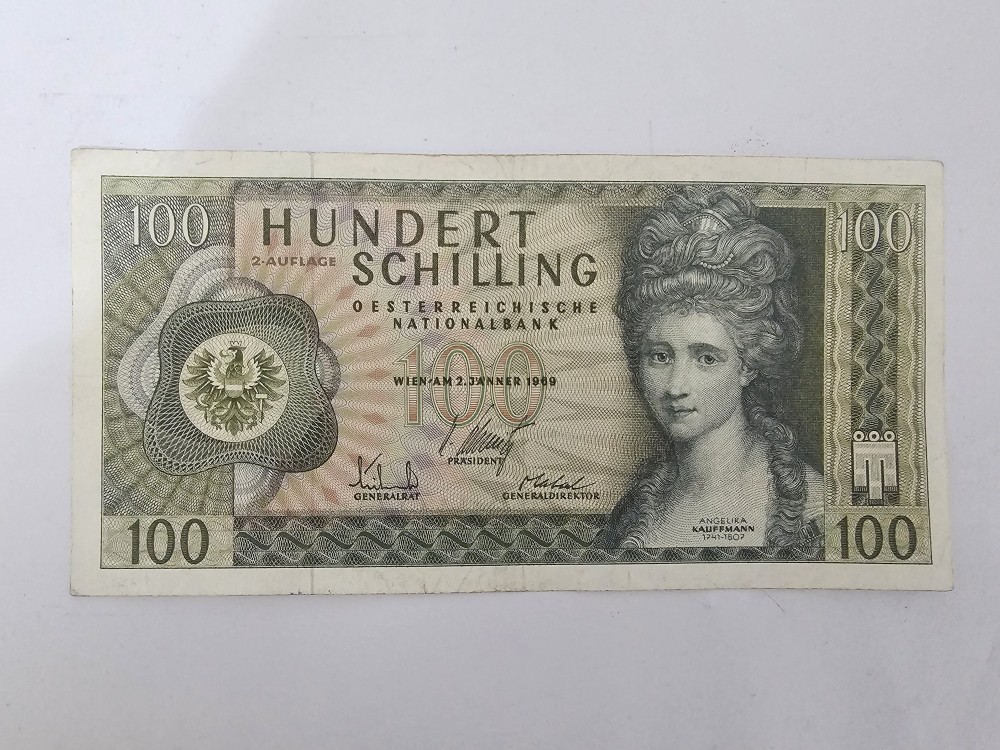 100
HUNDERT
100
2-AUFLAGE
SCHILLING
OESTERREICHISCHE
NATIONALBANK
100
WIEN·AM 2.JÄNNER 1969
PRÄSIDENT
GENERALRAT
GENERALDIREKTOR
ANGELIKA
KAUFFMANN
1741-1807
100
100